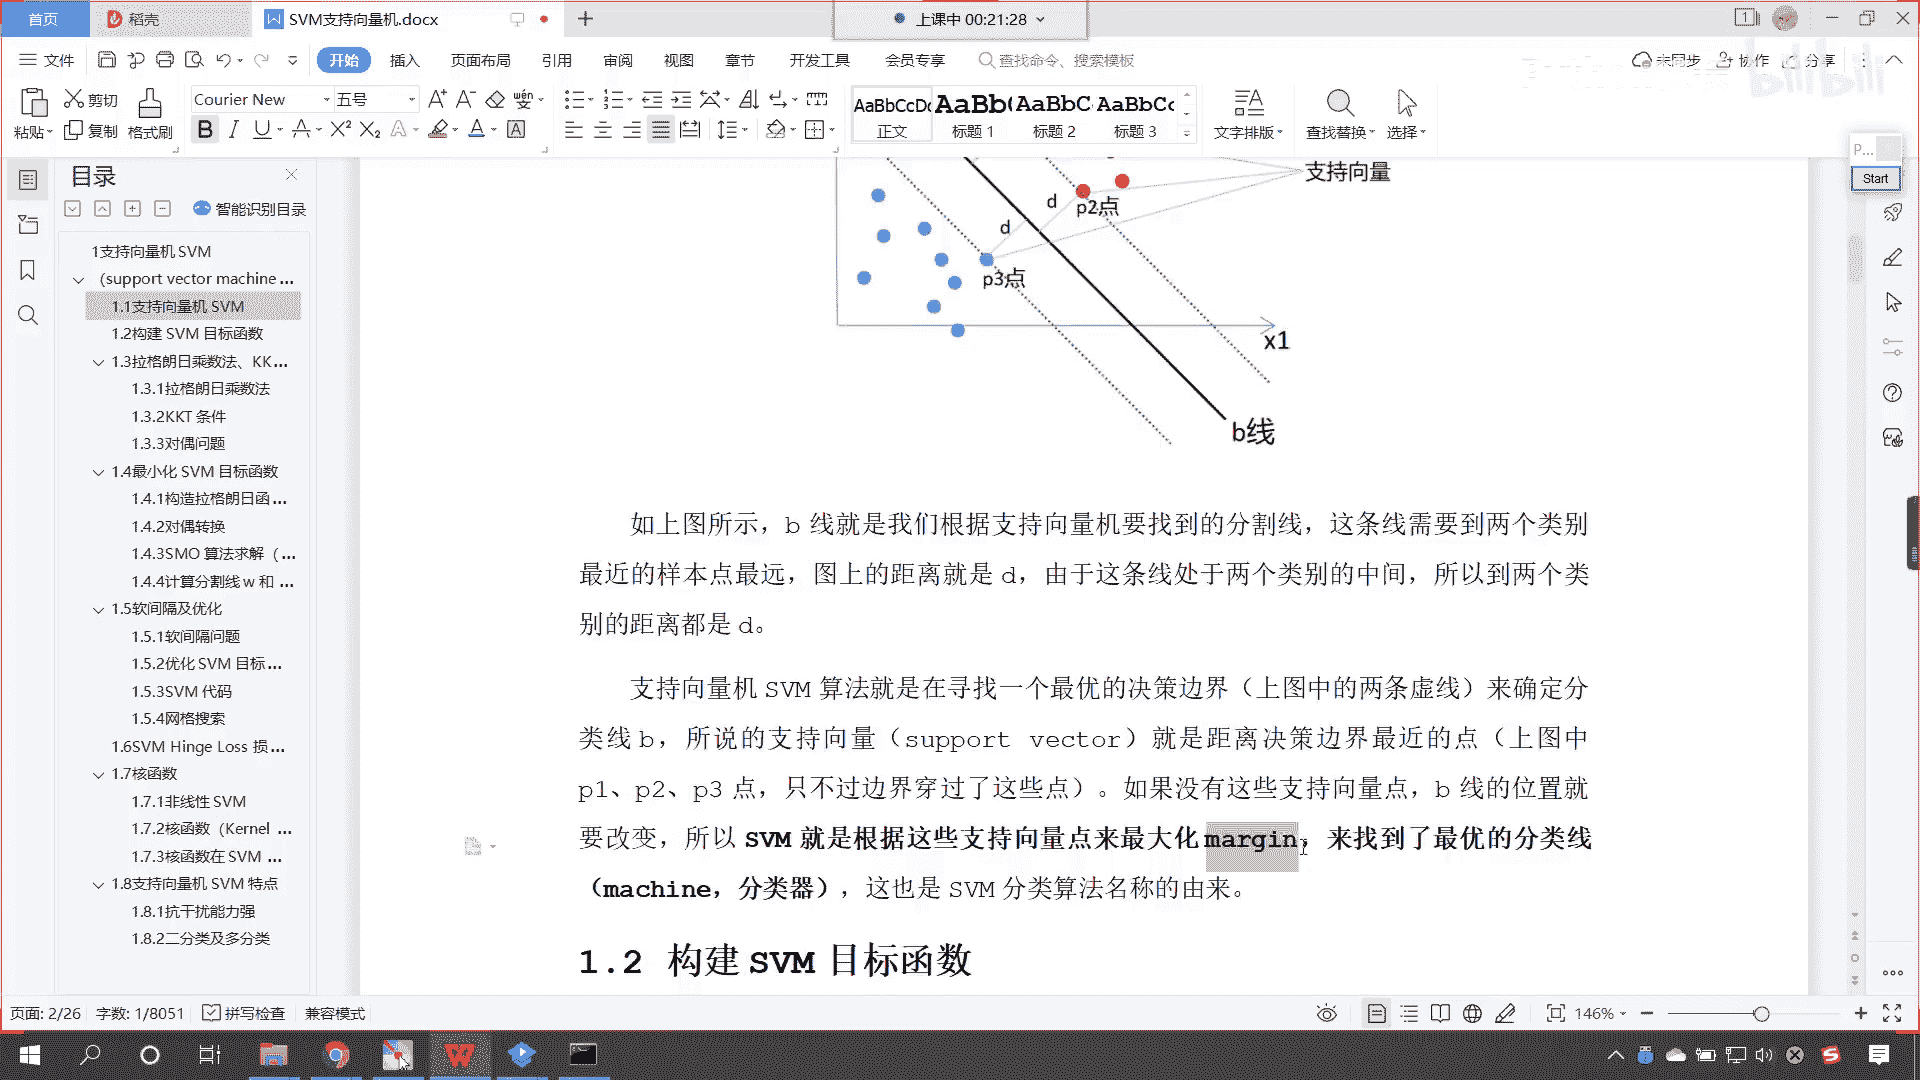 首页
稻壳
SVM支持向量机.docx
上课中 00:21:28
文件
开始
插入
页面布局
引用
审阅
视图
章节
开发工具
会员专享
查找命令、搜索模板
未同步
协作
分享
bilibili
粘贴
剪切
复制
格式刷
Courier New
五号
AaBbCcDd
正文
AaBb(
标题 1
AaBbC
标题 2
AaBbCc
标题 3
文字排版
查找替换
选择
P...
Start
目录
智能识别目录
1支持向量机 SVM
(support vector machine ...
1.1支持向量机 SVM
1.2构建 SVM 目标函数
1.3拉格朗日乘数法、KK...
1.3.1拉格朗日乘数法
1.3.2KKT 条件
1.3.3对偶问题
1.4最小化 SVM 目标函数
1.4.1构造拉格朗日函...
1.4.2对偶转换
1.4.3SMO 算法求解（...
1.4.4计算分割线 w 和 ...
1.5软间隔及优化
1.5.1软间隔问题
1.5.2优化 SVM 目标...
1.5.3SVM 代码
1.5.4网格搜索
1.6SVM Hinge Loss 损...
1.7核函数
1.7.1非线性 SVM
1.7.2核函数（Kernel ...
1.7.3核函数在 SVM ...
1.8支持向量机 SVM 特点
1.8.1抗干扰能力强
1.8.2二分类及多分类
支持向量
d
p2点
d
p3点
x1
b线
如上图所示，b 线就是我们根据支持向量机要找到的分割线，这条线需要到两个类别
最近的样本点最远，图上的距离就是 d，由于这条线处于两个类别的中间，所以到两个类
别的距离都是 d。
支持向量机 SVM 算法就是在寻找一个最优的决策边界（上图中的两条虚线）来确定分
类线 b，所说的支持向量（support vector）就是距离决策边界最近的点（上图中
p1、p2、p3 点，只不过边界穿过了这些点）。如果没有这些支持向量点，b 线的位置就
要改变，所以 SVM 就是根据这些支持向量点来最大化 margin，来找到了最优的分类线
（machine，分类器），这也是 SVM 分类算法名称的由来。
1.2 构建 SVM 目标函数
页面: 2/26
字数: 1/8051
拼写检查
兼容模式
146%